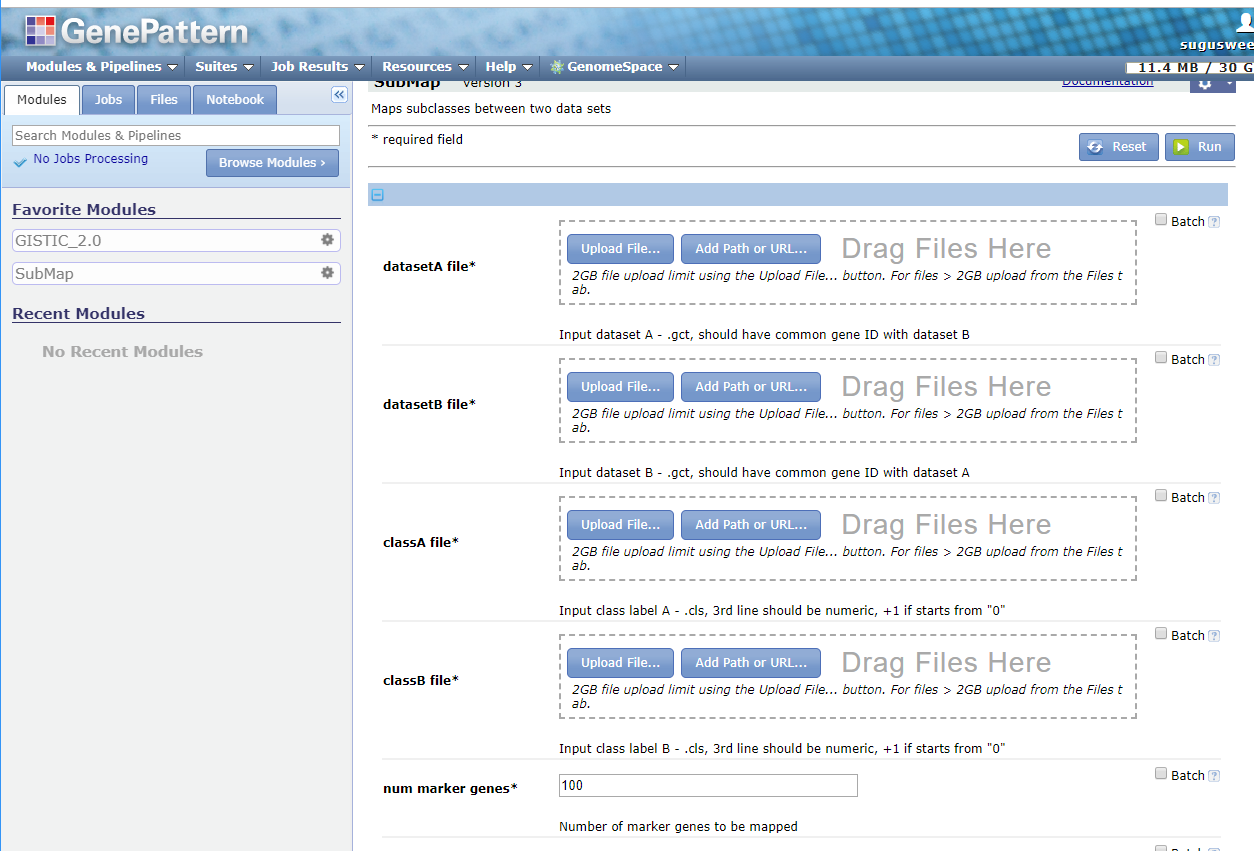 GenePattern
suguswee
Modules & Pipelines Suites Job Results Resources Help GenomeSpace
11.4 MB / 30 G
Modules Jobs Files Notebook
Search Modules & Pipelines
No Jobs Processing
Browse Modules ›
Favorite Modules
GISTIC_2.0
SubMap
Recent Modules
No Recent Modules
SubMap Version 3 Documentation
Maps subclasses between two data sets
* required field
Reset Run
Batch ?
datasetA file*
Upload File... Add Path or URL... Drag Files Here
2GB file upload limit using the Upload File... button. For files > 2GB upload from the Files t
ab.
Input dataset A - .gct, should have common gene ID with dataset B
Batch ?
datasetB file*
Upload File... Add Path or URL... Drag Files Here
2GB file upload limit using the Upload File... button. For files > 2GB upload from the Files t
ab.
Input dataset B - .gct, should have common gene ID with dataset A
Batch ?
classA file*
Upload File... Add Path or URL... Drag Files Here
2GB file upload limit using the Upload File... button. For files > 2GB upload from the Files t
ab.
Input class label A - .cls, 3rd line should be numeric, +1 if starts from "0"
Batch ?
classB file*
Upload File... Add Path or URL... Drag Files Here
2GB file upload limit using the Upload File... button. For files > 2GB upload from the Files t
ab.
Input class label B - .cls, 3rd line should be numeric, +1 if starts from "0"
Batch ?
num marker genes*
100
Number of marker genes to be mapped